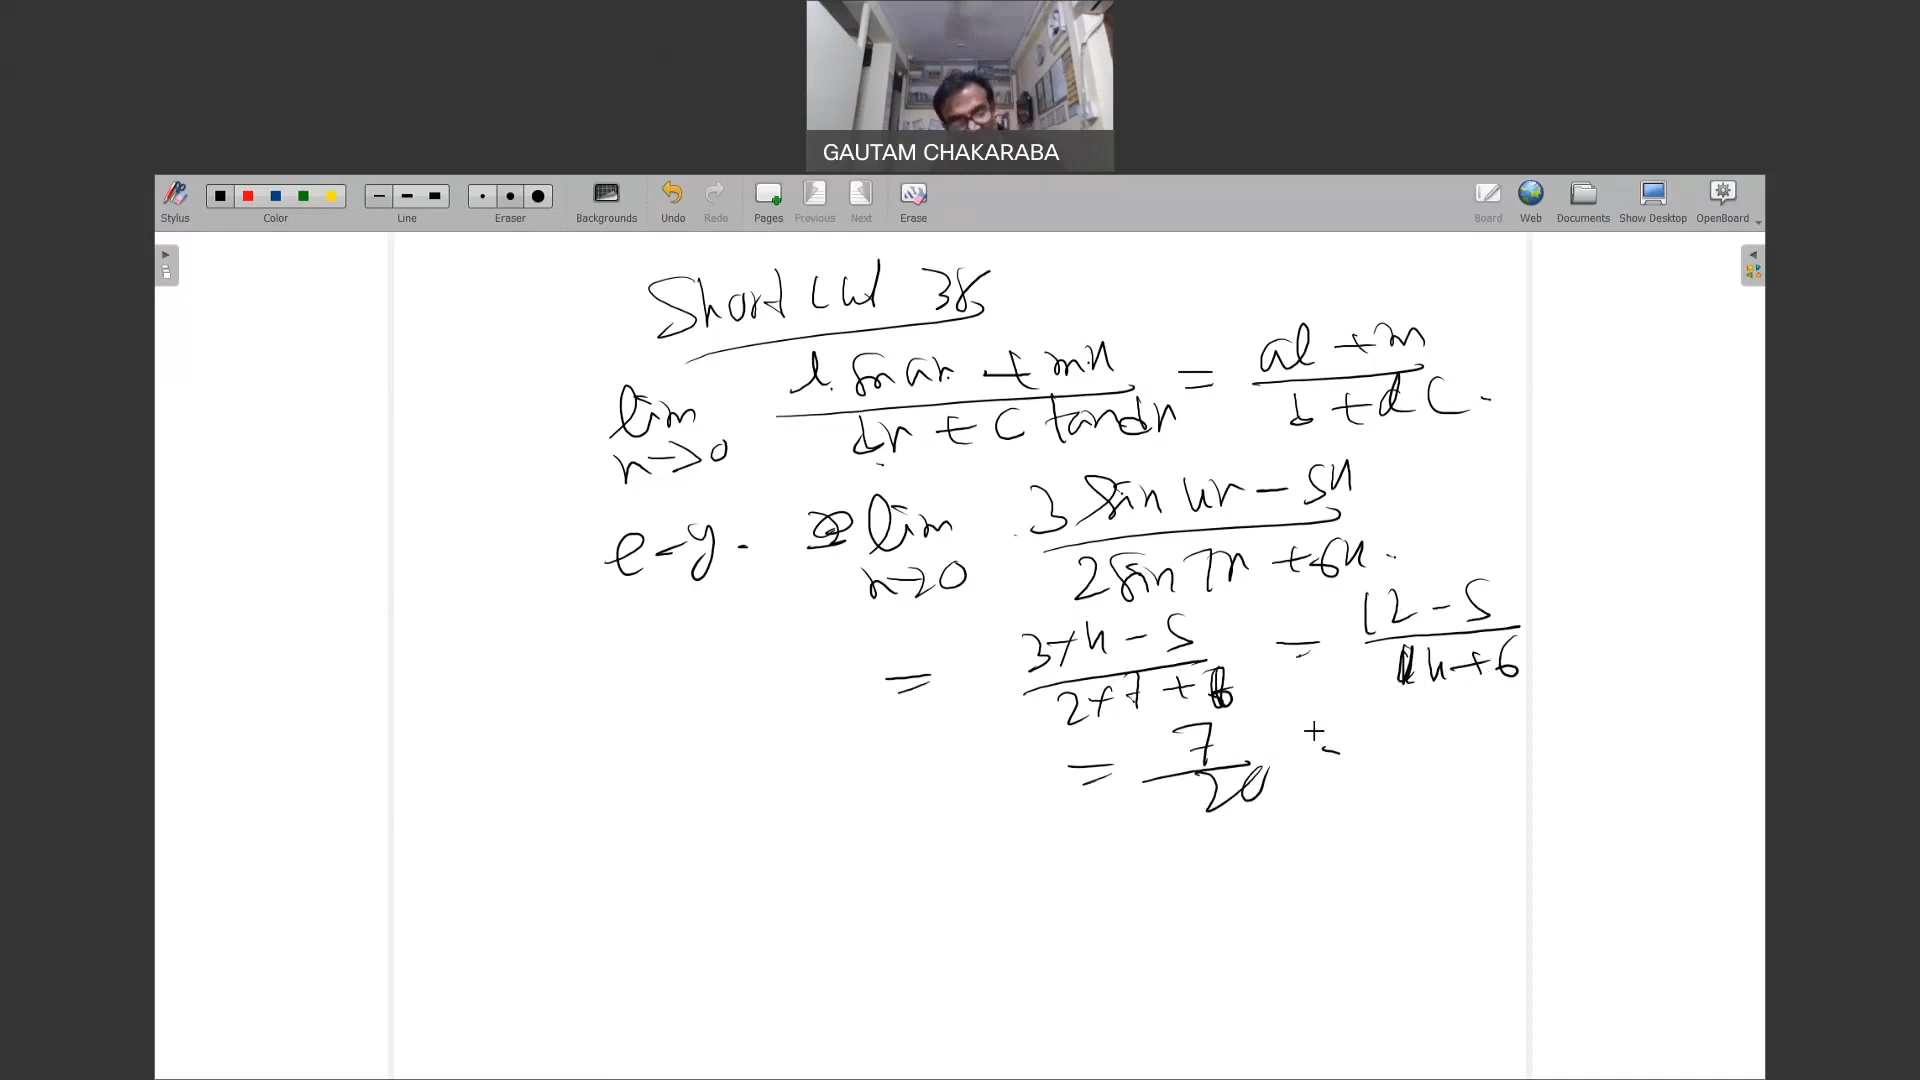 GAUTAM CHAKARABA
Stylus Color Line Eraser Backgrounds Undo Redo Pages Previous Next Erase Board Web Documents Show Desktop OpenBoard
Short Cut 38
lim x→0 l. sin ax + mx / bx + c tan dx = al + m / b + dc.
e-g. lim x→0 3 sin 4x - 5x / 2 sin 7x + 6x.
= 3×4 - 5 / 2×7 + 6 = 12 - 5 / 14 + 6
= 7 / 20